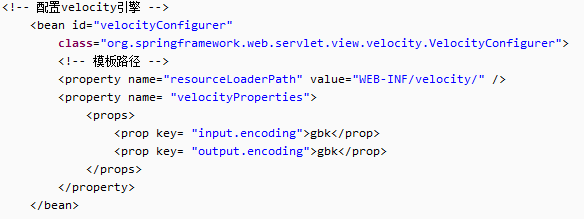 <!-- 配置velocity引擎 -->
<bean id="velocityConfigurer"
class="org.springframework.web.servlet.view.velocity.VelocityConfigurer">
<!-- 模板路径 -->
<property name="resourceLoaderPath" value="WEB-INF/velocity/" />
<property name= "velocityProperties">
<props>
<prop key= "input.encoding">gbk</prop>
<prop key= "output.encoding">gbk</prop>
</props>
</property>
</bean>